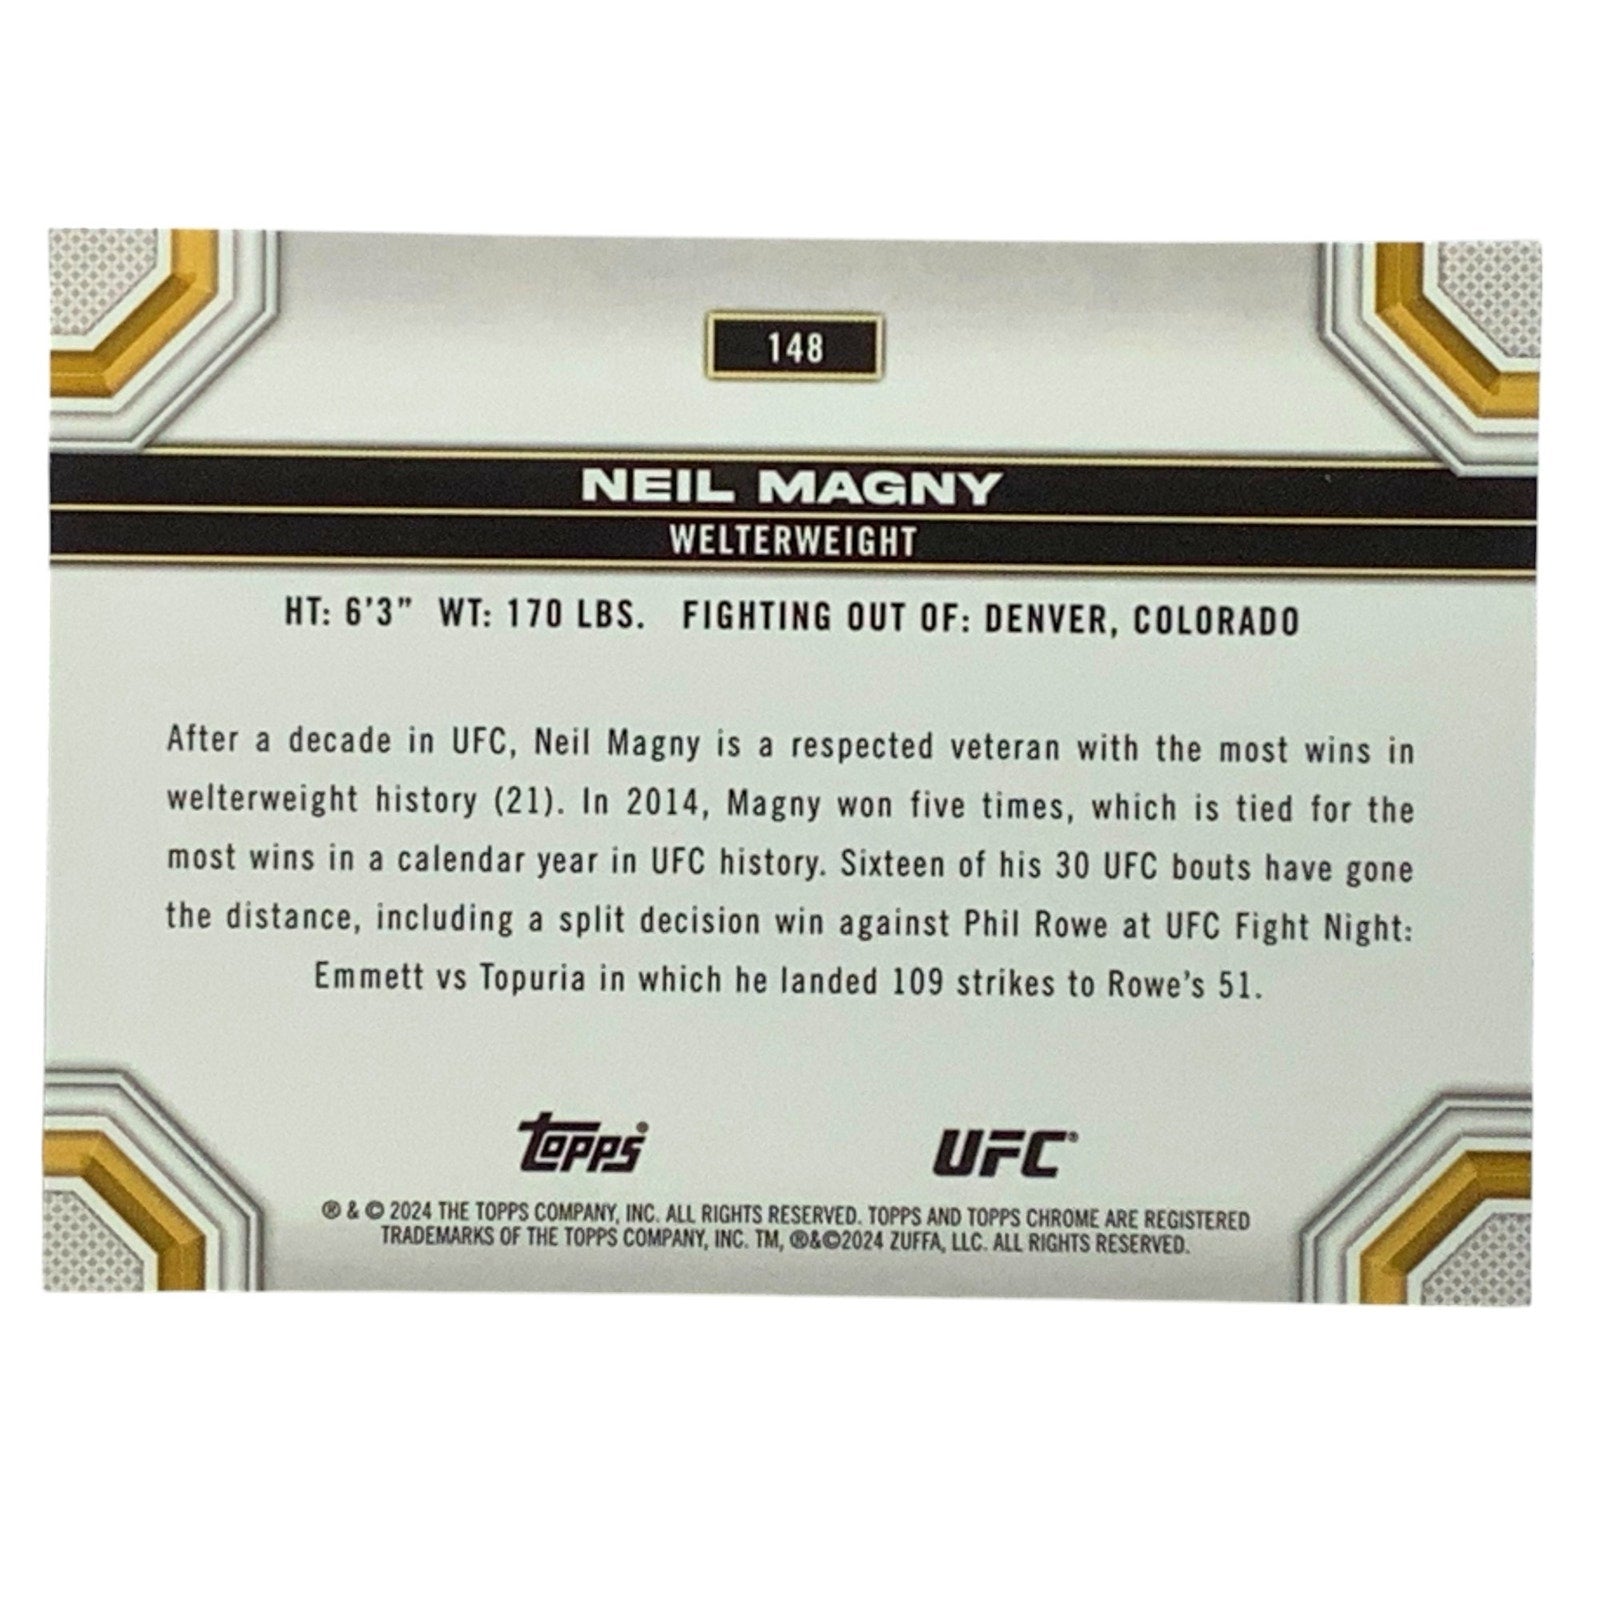 148
NEIL MAGNY
WELTERWEIGHT
HT: 6'3" WT: 170 LBS. FIGHTING OUT OF: DENVER, COLORADO
After a decade in UFC, Neil Magny is a respected veteran with the most wins in
welterweight history (21). In 2014, Magny won five times, which is tied for the
most wins in a calendar year in UFC history. Sixteen of his 30 UFC bouts have gone
the distance, including a split decision win against Phil Rowe at UFC Fight Night:
Emmett vs Topuria in which he landed 109 strikes to Rowe's 51.
topps UFC®
® & © 2024 THE TOPPS COMPANY, INC. ALL RIGHTS RESERVED. TOPPS AND TOPPS CHROME ARE REGISTERED
TRADEMARKS OF THE TOPPS COMPANY, INC. TM, ®&©2024 ZUFFA, LLC. ALL RIGHTS RESERVED.